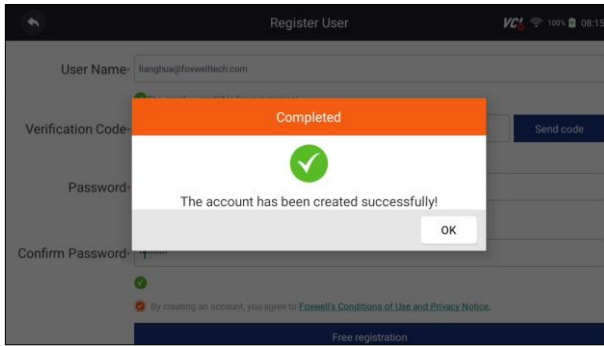 Register User
VCI 100% 08:15
User Name*
lianghua@foxwelltech.com
Completed
Verification Code*
Send code
The account has been created successfully!
Password*
OK
Confirm Password*
By creating an account, you agree to Foxwell's Conditions of Use and Privacy Notice.
Free registration